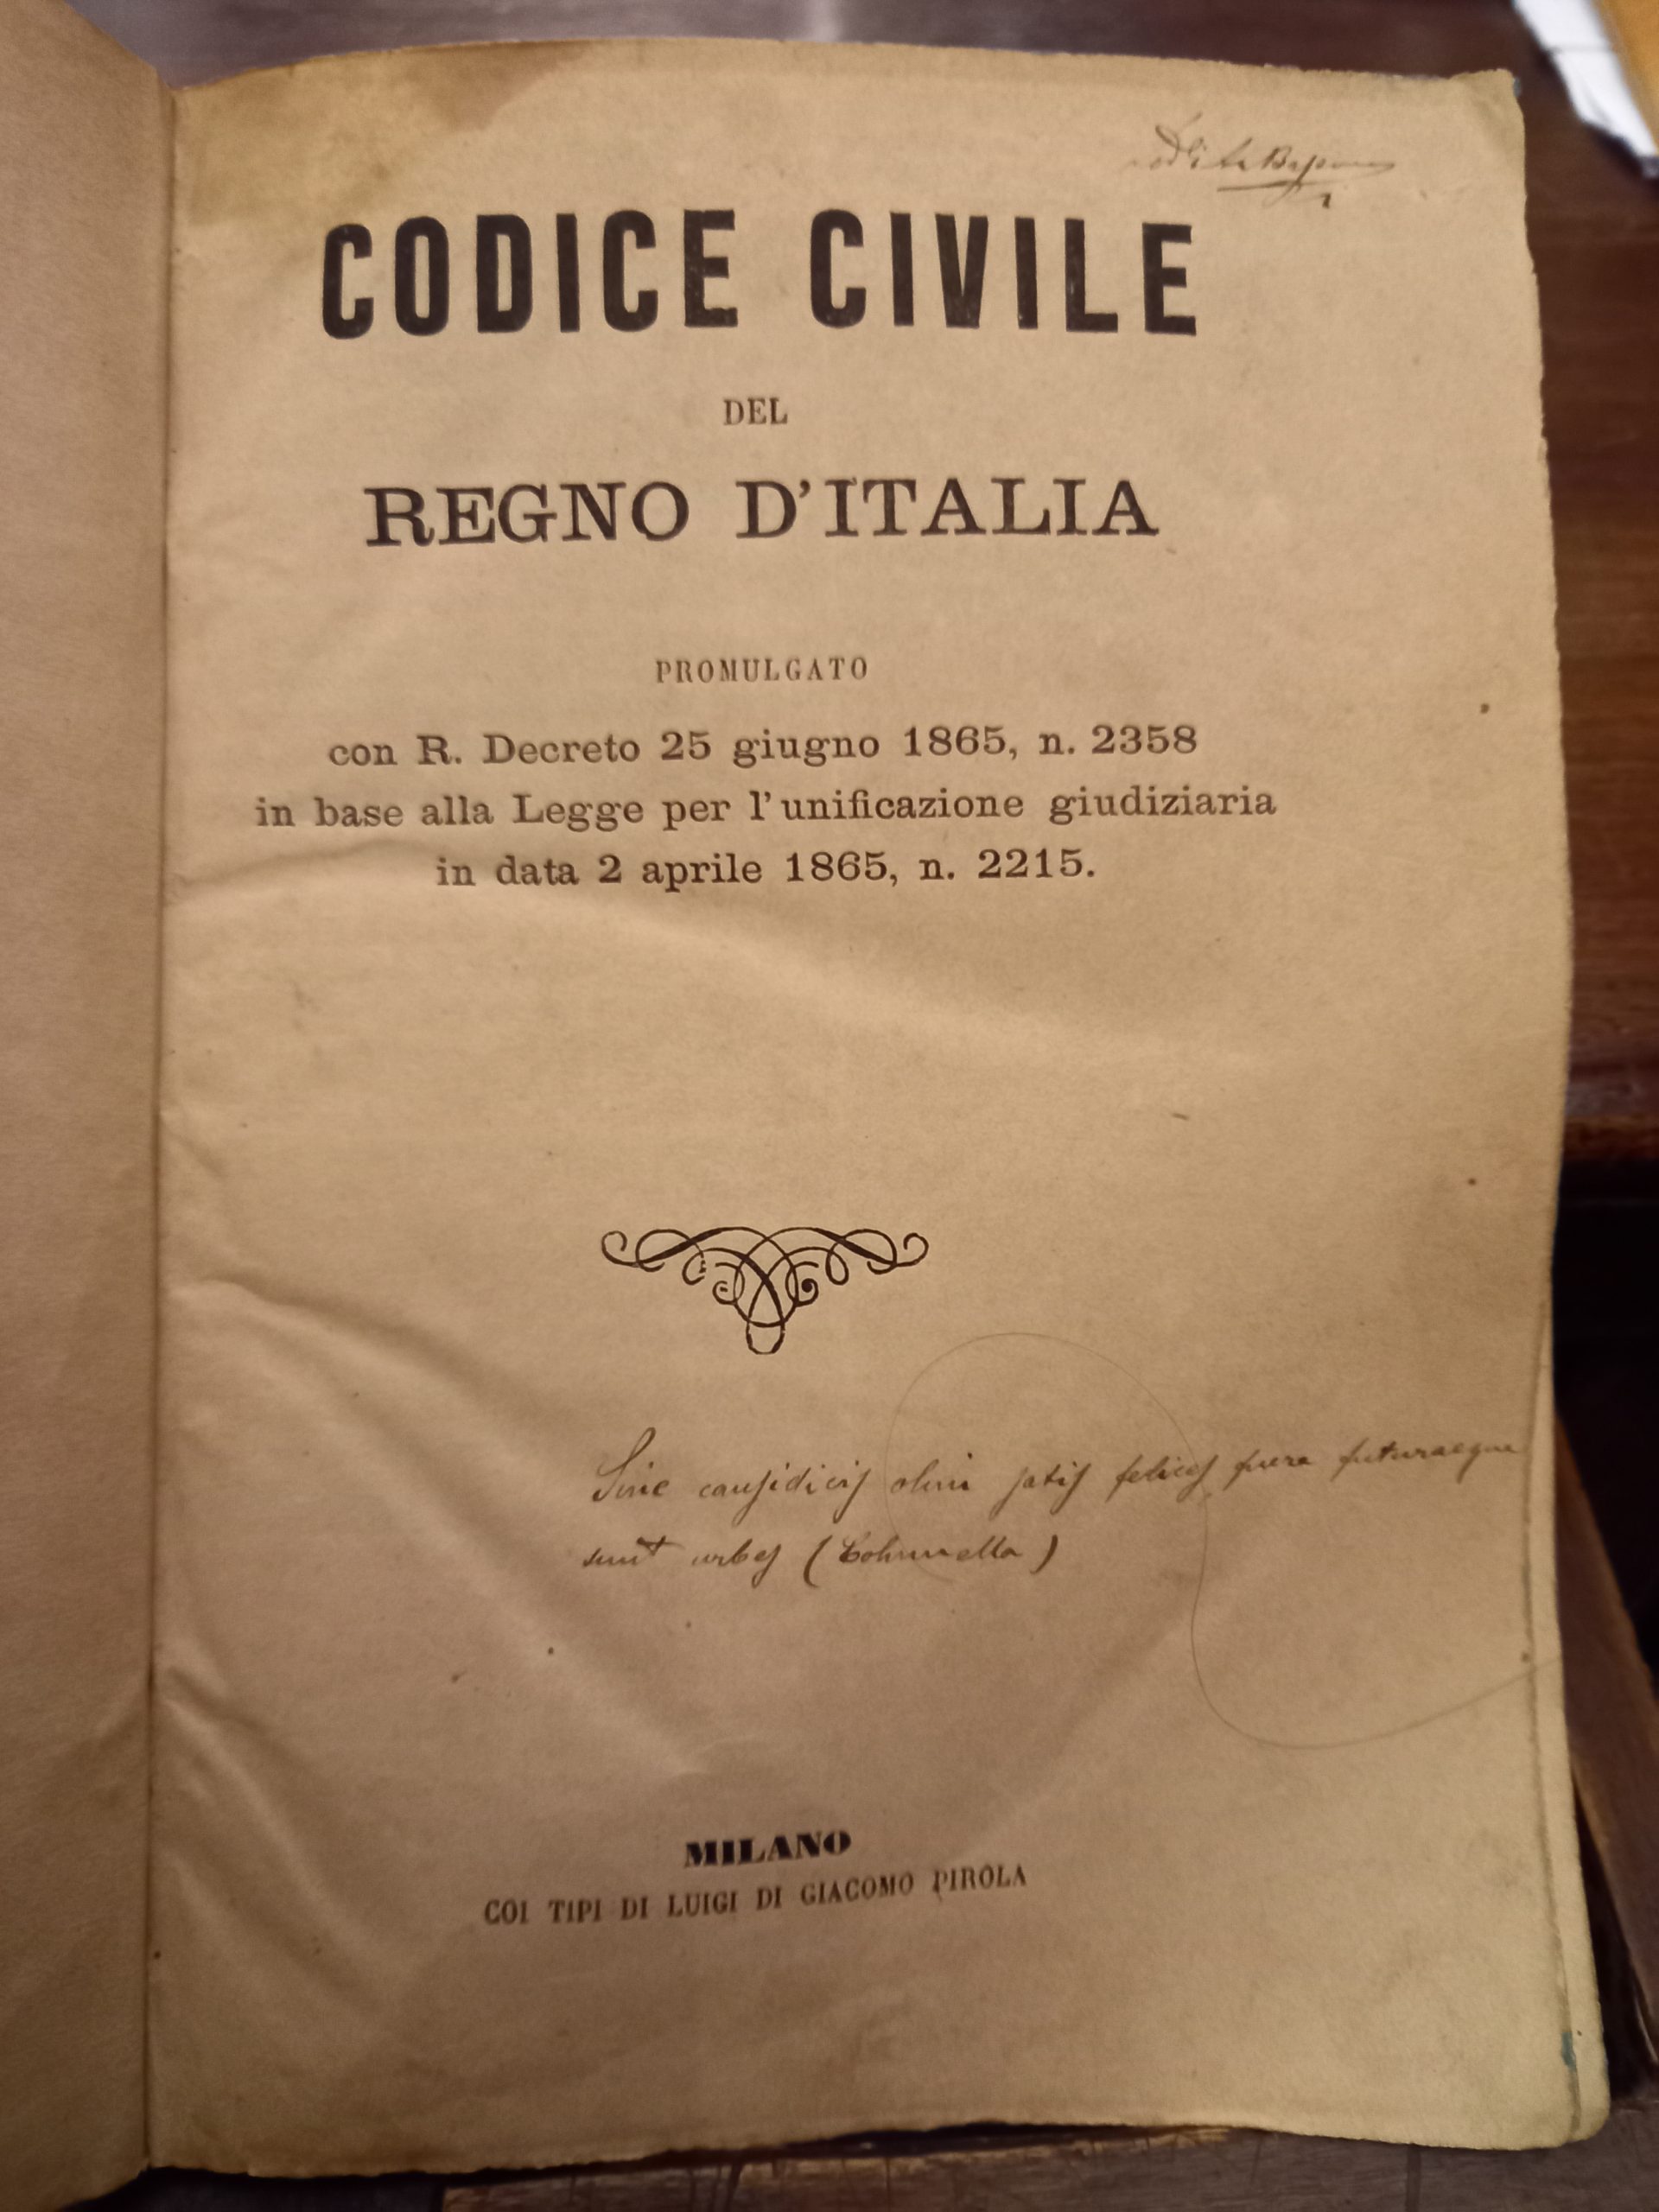 CODICE CIVILE
DEL
REGNO D'ITALIA
PROMULGATO
con R. Decreto 25 giugno 1865, n. 2358
in base alla Legge per l'unificazione giudiziaria
in data 2 aprile 1865, n. 2215.
Sine causidicis olim satis felices fuere futuraeque
sunt urbes (Columella)
MILANO
COI TIPI DI LUIGI DI GIACOMO PIROLA